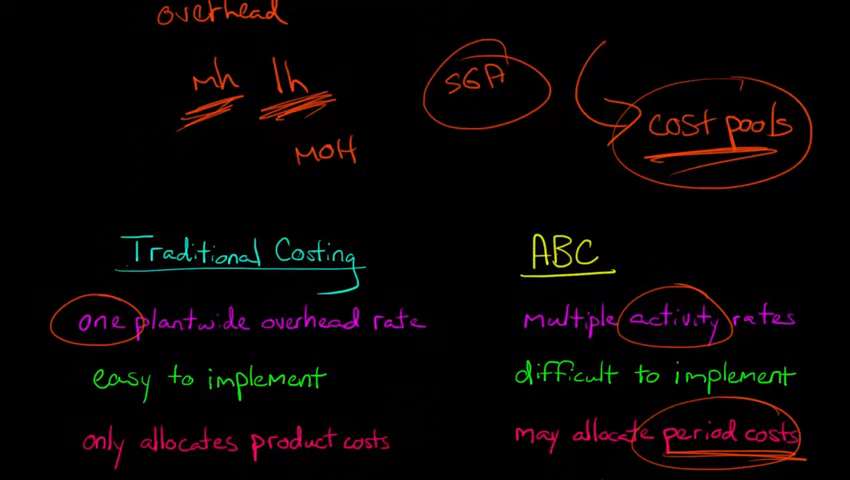 overhead
mh lh
SGA
cost pools
MOH
Traditional Costing
ABC
one plantwide overhead rate
multiple activity rates
easy to implement
difficult to implement
only allocates product costs
may allocate period costs